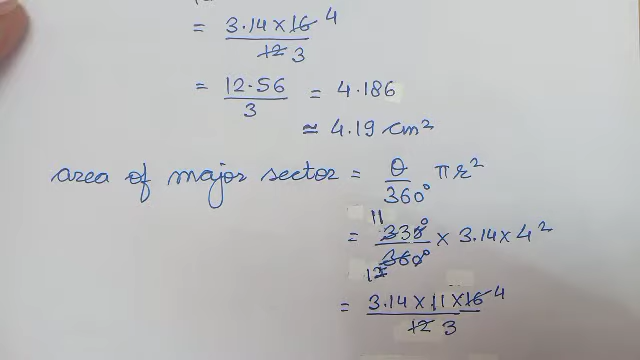 = 3.14 × 16 4 / 12 3
= 12.56 / 3 = 4.186
≃ 4.19 cm²
area of major sector = θ / 360° πr²
= 11 330° / 360° 12 × 3.14 × 4²
= 3.14 × 11 × 16 4 / 12 3